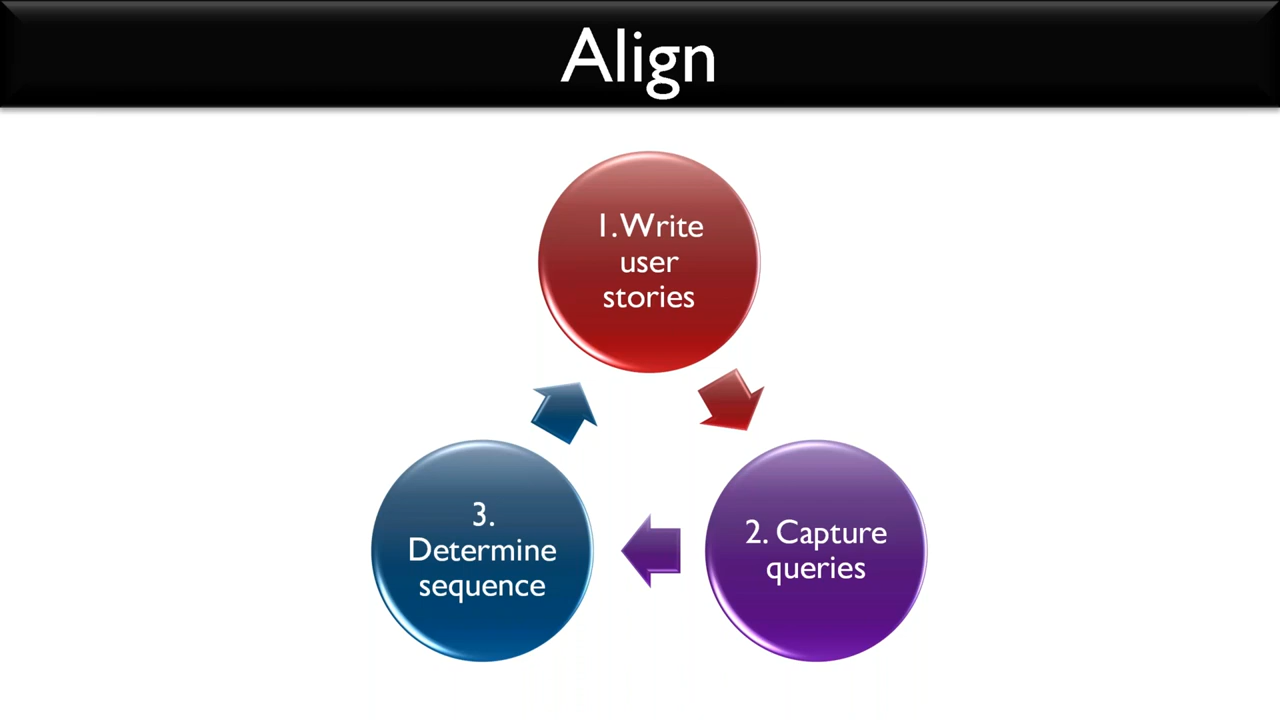 Align
1. Write
user
stories
2. Capture
queries
3.
Determine
sequence